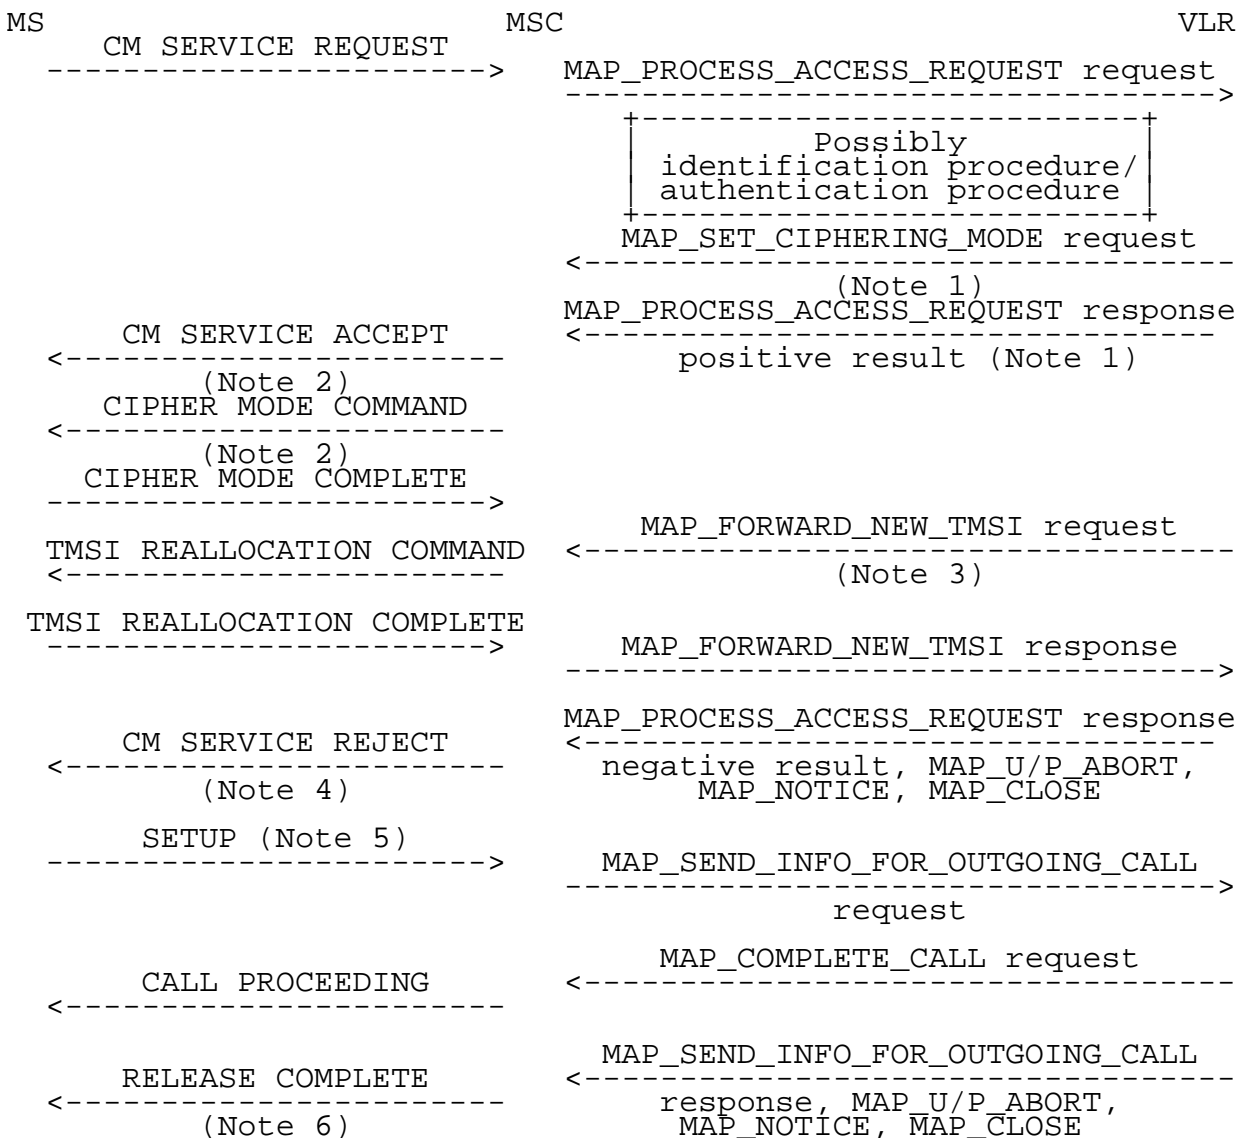 MS MSC VLR
CM SERVICE REQUEST
-----------------------> MAP_PROCESS_ACCESS_REQUEST request
---------------------------------->
+--------------------------+
| Possibly |
| identification procedure/|
| authentication procedure |
+--------------------------+
MAP_SET_CIPHERING_MODE request
<----------------------------------
(Note 1)
MAP_PROCESS_ACCESS_REQUEST response
CM SERVICE ACCEPT <---------------------------------
<----------------------- positive result (Note 1)
(Note 2)
CIPHER MODE COMMAND
<-----------------------
(Note 2)
CIPHER MODE COMPLETE
----------------------->
MAP_FORWARD_NEW_TMSI request
TMSI REALLOCATION COMMAND <----------------------------------
<----------------------- (Note 3)
TMSI REALLOCATION COMPLETE
-----------------------> MAP_FORWARD_NEW_TMSI response
---------------------------------->
MAP_PROCESS_ACCESS_REQUEST response
CM SERVICE REJECT <---------------------------------
<----------------------- negative result, MAP_U/P_ABORT,
(Note 4) MAP_NOTICE, MAP_CLOSE
SETUP (Note 5)
-----------------------> MAP_SEND_INFO_FOR_OUTGOING_CALL
---------------------------------->
request
MAP_COMPLETE_CALL request
CALL PROCEEDING <----------------------------------
<-----------------------
MAP_SEND_INFO_FOR_OUTGOING_CALL
RELEASE COMPLETE <----------------------------------
<----------------------- response, MAP_U/P_ABORT,
(Note 6) MAP_NOTICE, MAP_CLOSE